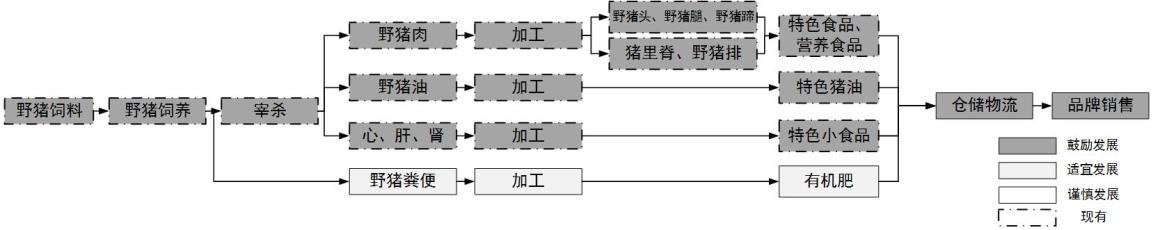 野猪饲料
野猪饲养
宰杀
野猪肉
加工
野猪头、野猪腿、野猪蹄
猪里脊、野猪排
特色食品、
营养食品
野猪油
加工
特色猪油
心、肝、肾
加工
特色小食品
野猪粪便
加工
有机肥
仓储物流
品牌销售
鼓励发展
适宜发展
谨慎发展
现有